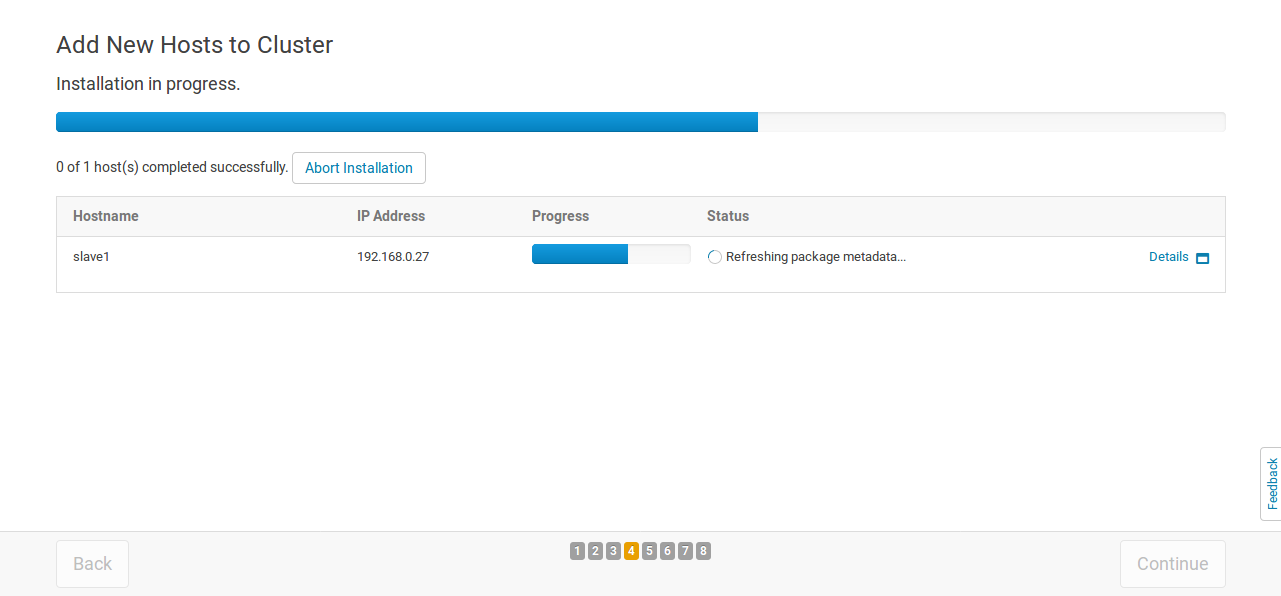 Add New Hosts to Cluster
Installation in progress.
0 of 1 host(s) completed successfully. Abort Installation
Hostname IP Address Progress Status
slave1 192.168.0.27 Refreshing package metadata... Details
Feedback
Back 1 2 3 4 5 6 7 8 Continue